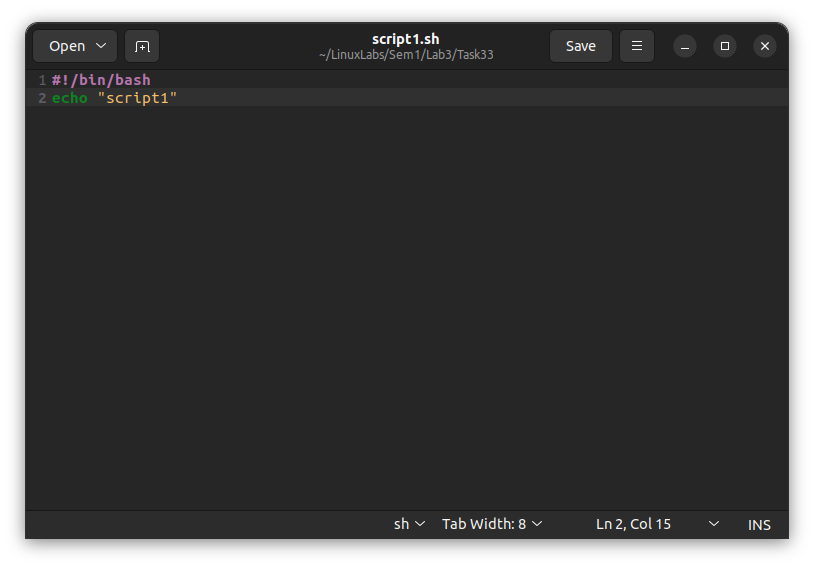 Open
script1.sh
~/LinuxLabs/Sem1/Lab3/Task33
Save
1 #!/bin/bash
2 echo "script1"
sh Tab Width: 8 Ln 2, Col 15 INS